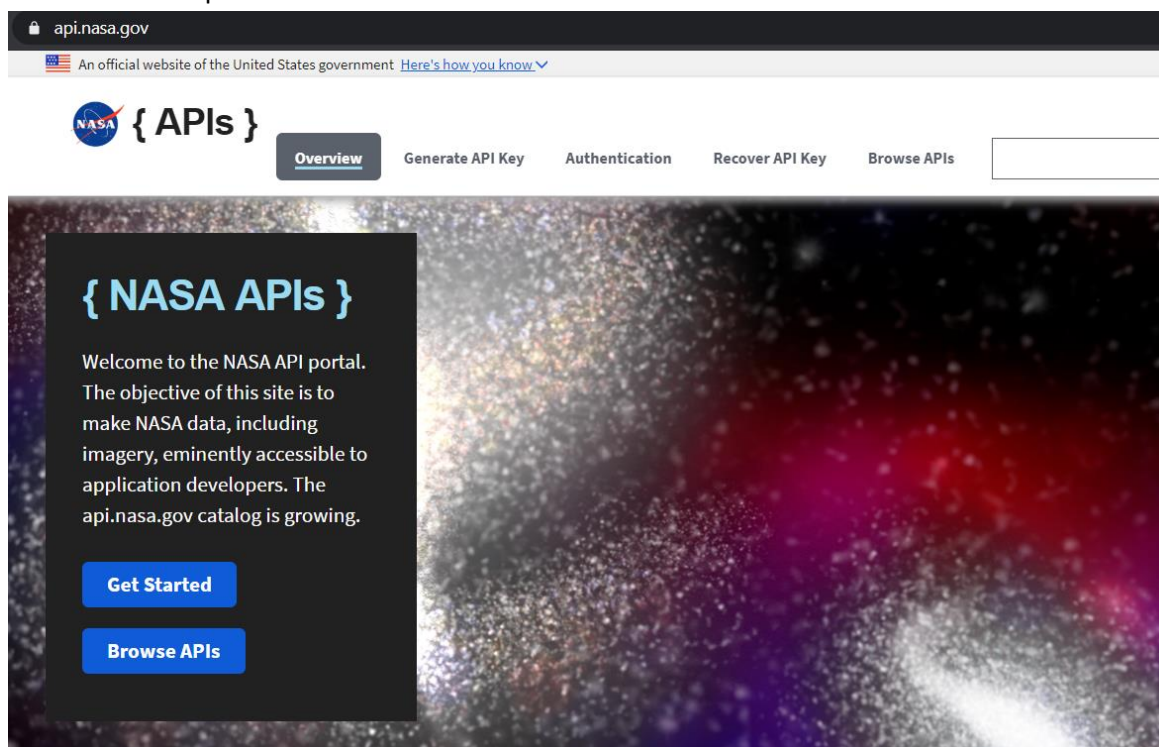 api.nasa.gov
An official website of the United States government Here's how you know
NASA { APIs }
Overview Generate API Key Authentication Recover API Key Browse APIs
{ NASA APIs }
Welcome to the NASA API portal.
The objective of this site is to
make NASA data, including
imagery, eminently accessible to
application developers. The
api.nasa.gov catalog is growing.
Get Started
Browse APIs